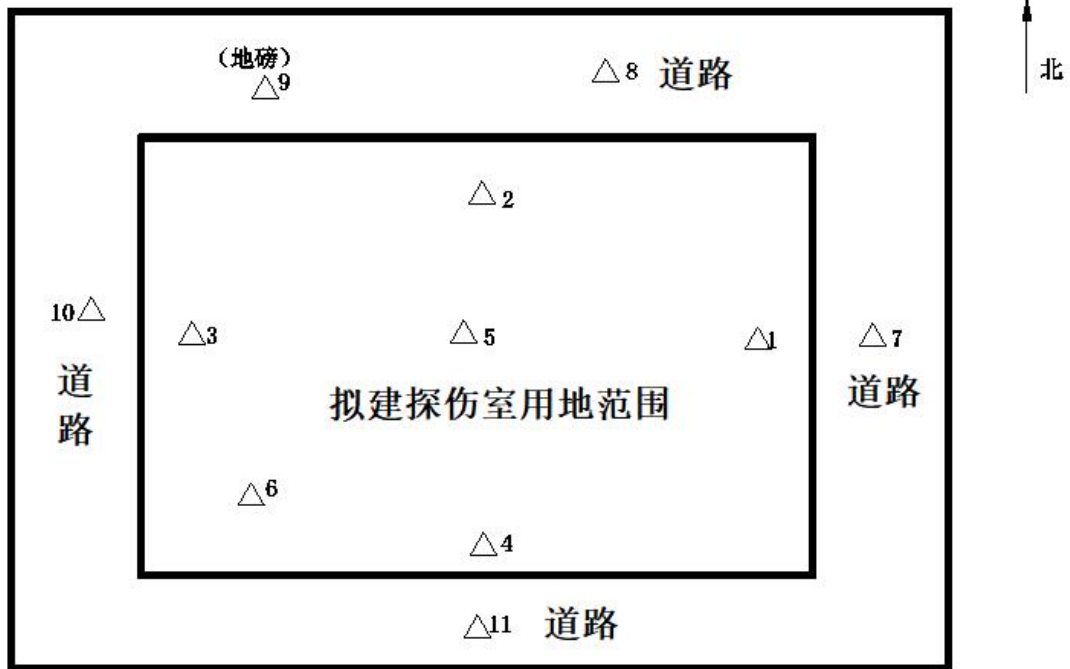 （地磅）
△9
△8 道路
北
△2
10△
△3
△5
△1
△7
道路
拟建探伤室用地范围
道路
△6
△4
△11 道路